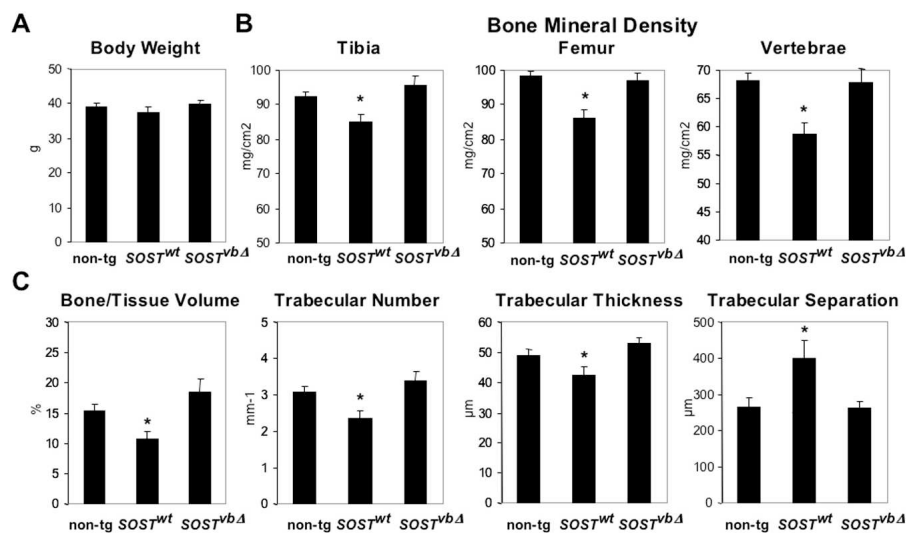 A
Body Weight
50
40
30
20
10
0
g
non-tg SOSTwt SOSTvbΔ
B
Bone Mineral Density
Tibia
100
90
80
70
60
50
mg/cm2
*
non-tg SOSTwt SOSTvbΔ
Femur
100
90
80
70
60
50
mg/cm2
*
non-tg SOSTwt SOSTvbΔ
Vertebrae
70
65
60
55
50
45
40
mg/cm2
*
non-tg SOSTwt SOSTvbΔ
C
Bone/Tissue Volume
30
25
20
15
10
5
0
%
*
non-tg SOSTwt SOSTvbΔ
Trabecular Number
5
4
3
2
1
0
mm-1
*
non-tg SOSTwt SOSTvbΔ
Trabecular Thickness
60
50
40
30
20
10
0
µm
*
non-tg SOSTwt SOSTvbΔ
Trabecular Separation
500
400
300
200
100
0
µm
*
non-tg SOSTwt SOSTvbΔ